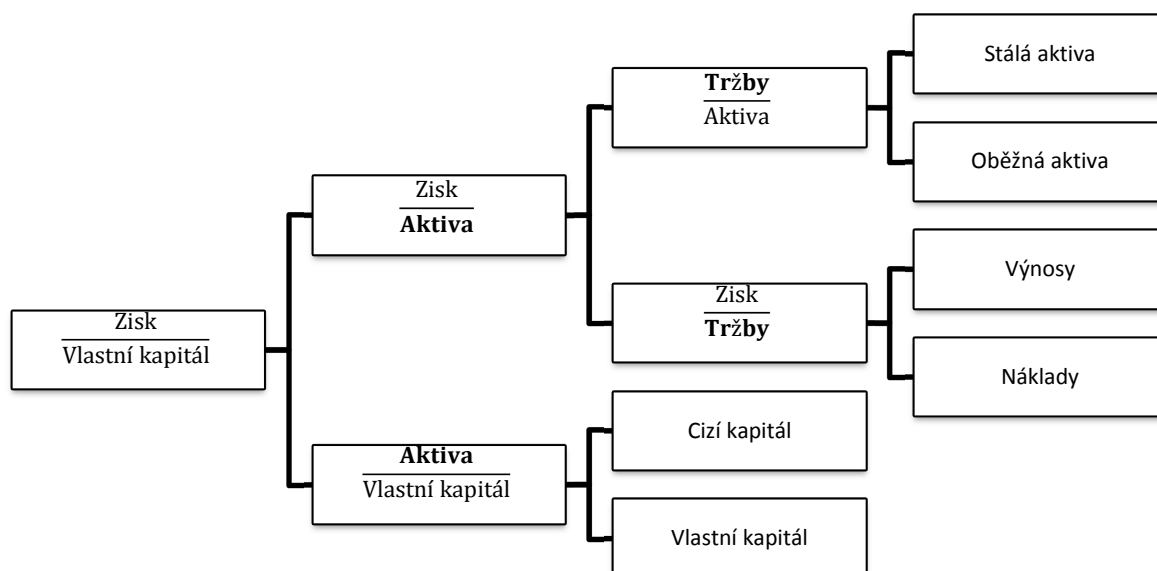 Stálá aktiva
Tržby
Aktiva
Oběžná aktiva
Zisk
Aktiva
Výnosy
Zisk
Tržby
Zisk
Vlastní kapitál
Náklady
Cizí kapitál
Aktiva
Vlastní kapitál
Vlastní kapitál